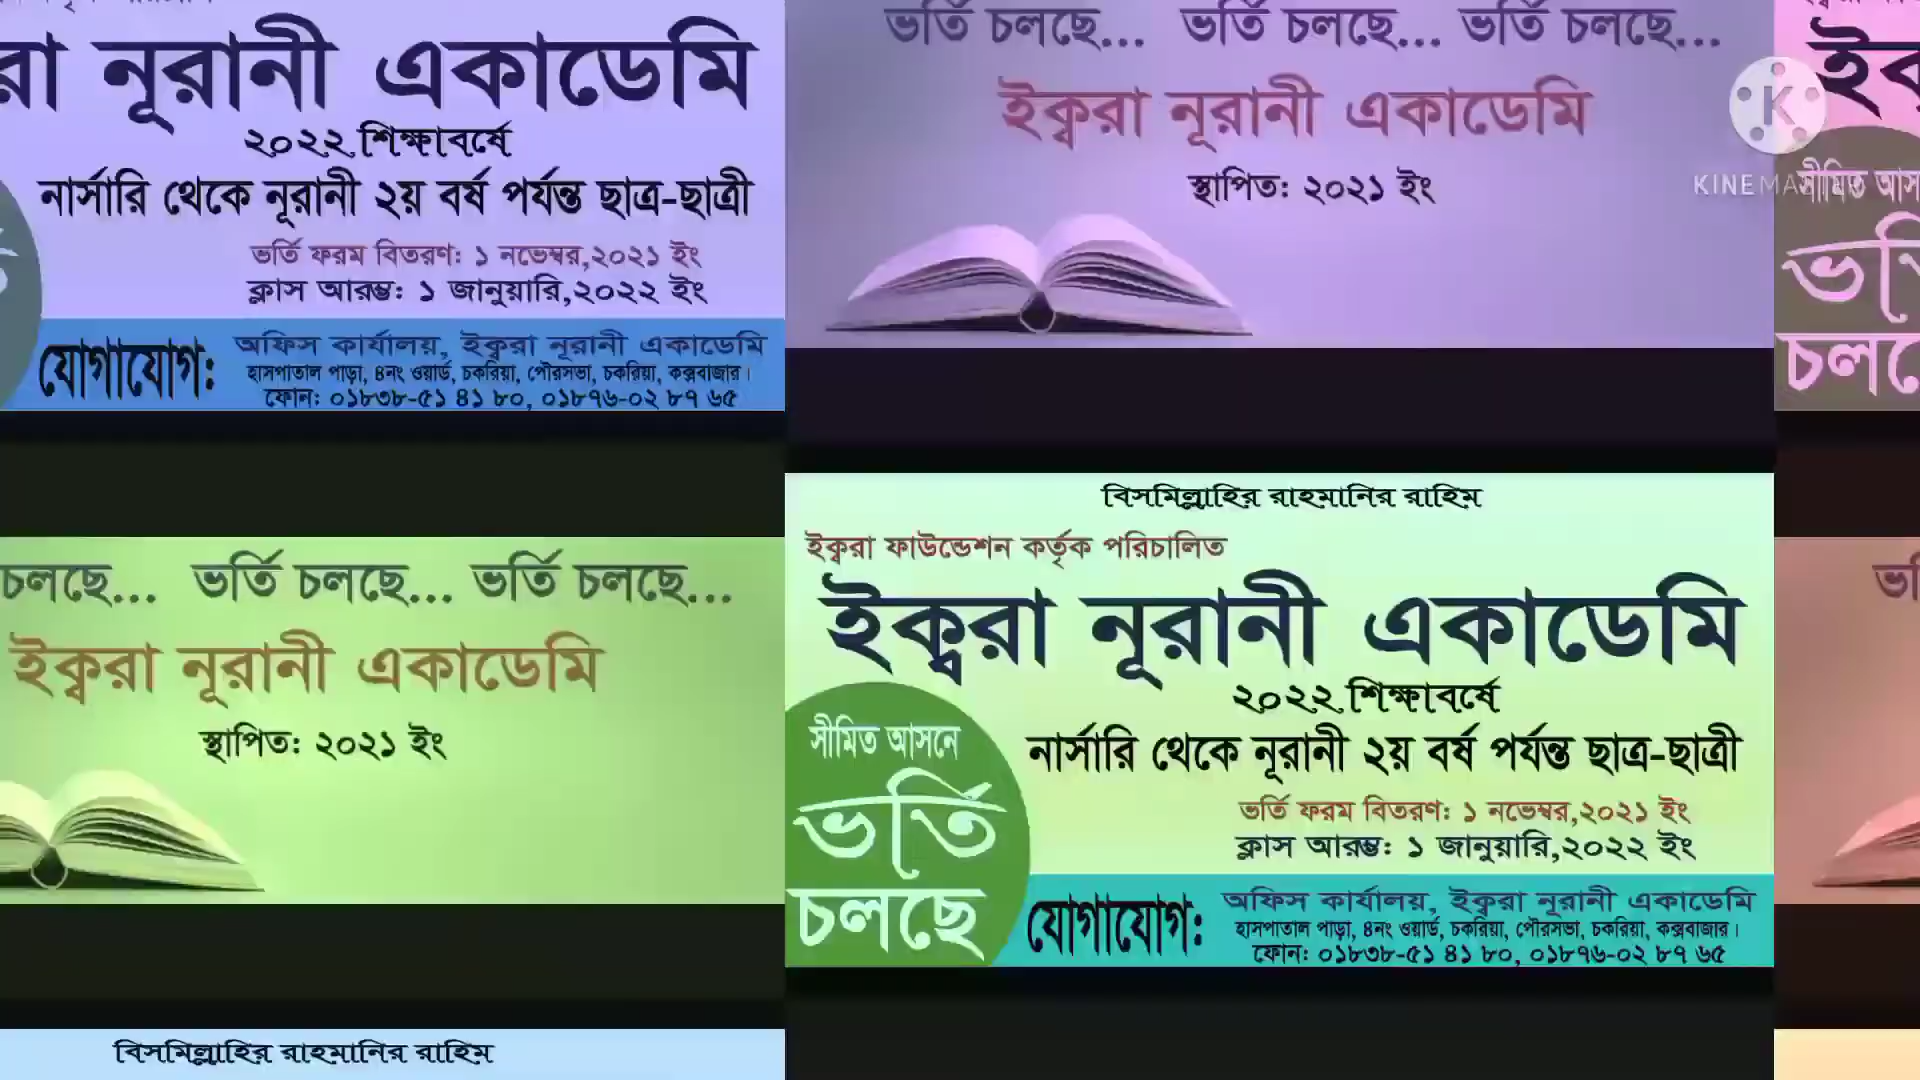 রা নূরানী একাডেমি
২০২২ শিক্ষাবর্ষে
নার্সারি থেকে নূরানী ২য় বর্ষ পর্যন্ত ছাত্র-ছাত্রী
ভর্তি ফরম বিতরণ: ১ নভেম্বর,২০২১ ইং
ক্লাস আরম্ভ: ১ জানুয়ারি,২০২২ ইং
যোগাযোগ:
অফিস কার্যালয়, ইক্বরা নূরানী একাডেমি
হাসপাতাল পাড়া, ৪নং ওয়ার্ড, চকরিয়া, পৌরসভা, চকরিয়া, কক্সবাজার।
ফোন: ০১৮৩৮-৫১ ৪১ ৮০, ০১৮৭৬-০২ ৮৭ ৬৫
ভর্তি চলছে... ভর্তি চলছে... ভর্তি চলছে...
ইক্বরা নূরানী একাডেমি
স্থাপিত: ২০২১ ইং
KINEMA
সীমিত আস
ভর্তি
চলে
চলছে... ভর্তি চলছে... ভর্তি চলছে...
ইক্বরা নূরানী একাডেমি
স্থাপিত: ২০২১ ইং
বিসমিল্লাহির রাহমানির রাহিম
ইক্বরা ফাউন্ডেশন কর্তৃক পরিচালিত
ইক্বরা নূরানী একাডেমি
২০২২ শিক্ষাবর্ষে
নার্সারি থেকে নূরানী ২য় বর্ষ পর্যন্ত ছাত্র-ছাত্রী
সীমিত আসনে
ভর্তি
চলছে
ভর্তি ফরম বিতরণ: ১ নভেম্বর,২০২১ ইং
ক্লাস আরম্ভ: ১ জানুয়ারি,২০২২ ইং
যোগাযোগ:
অফিস কার্যালয়, ইক্বরা নূরানী একাডেমি
হাসপাতাল পাড়া, ৪নং ওয়ার্ড, চকরিয়া, পৌরসভা, চকরিয়া, কক্সবাজার।
ফোন: ০১৮৩৮-৫১ ৪১ ৮০, ০১৮৭৬-০২ ৮৭ ৬৫
বিসমিল্লাহির রাহমানির রাহিম